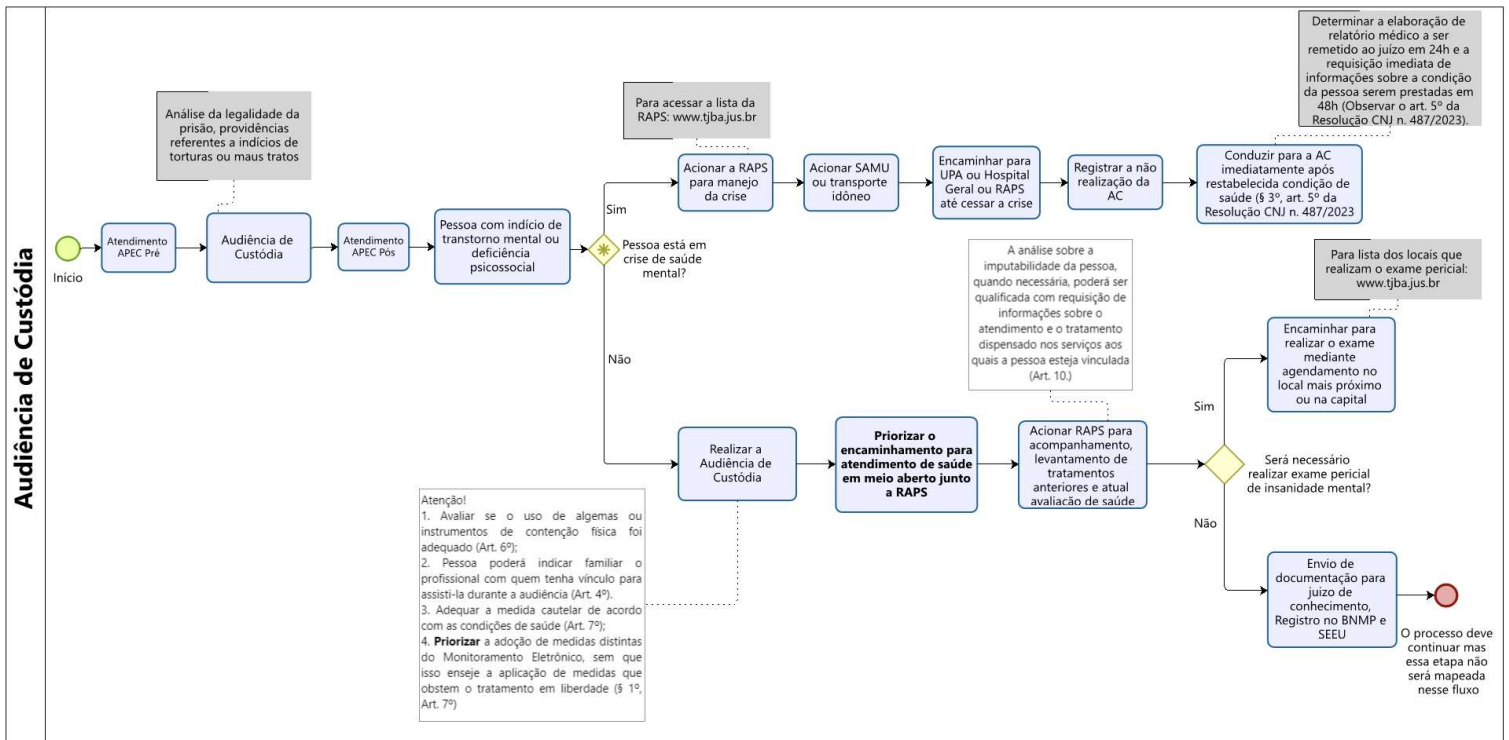 Audiência de Custódia
Início
Atendimento
APEC Pré
Análise da legalidade da
prisão, providências
referentes a indícios de
torturas ou maus tratos
Audiência de
Custódia
Atendimento
APEC Pós
Pessoa com indício de
transtorno mental ou
deficiência
psicossocial
Pessoa está em
crise de saúde
mental?
Sim
Para acessar a lista da
RAPS: www.tjba.jus.br
Acionar a RAPS
para manejo
da crise
Acionar SAMU
ou transporte
idôneo
Encaminhar para
UPA ou Hospital
Geral ou RAPS
até cessar a crise
Registrar a não
realização da
AC
Determinar a elaboração de
relatório médico a ser
remetido ao juízo em 24h e a
requisição imediata de
informações sobre a condição
da pessoa serem prestadas em
48h (Observar o art. 5º da
Resolução CNJ n. 487/2023).
Conduzir para a AC
imediatamente após
restabelecida condição de
saúde (§ 3º, art. 5º da
Resolução CNJ n. 487/2023
Não
Realizar a
Audiência de
Custódia
Atenção!
1. Avaliar se o uso de algemas ou
instrumentos de contenção física foi
adequado (Art. 6º);
2. Pessoa poderá indicar familiar o
profissional com quem tenha vínculo para
assisti-la durante a audiência (Art. 4º).
3. Adequar a medida cautelar de acordo
com as condições de saúde (Art. 7º);
4. Priorizar a adoção de medidas distintas
do Monitoramento Eletrônico, sem que
isso enseje a aplicação de medidas que
obstem o tratamento em liberdade (§ 1º,
Art. 7º)
Priorizar o
encaminhamento para
atendimento de saúde
em meio aberto junto
a RAPS
A análise sobre a
imputabilidade da pessoa,
quando necessária, poderá ser
qualificada com requisição de
informações sobre o
atendimento e o tratamento
dispensado nos serviços aos
quais a pessoa esteja vinculada
(Art. 10.)
Acionar RAPS para
acompanhamento,
levantamento de
tratamentos
anteriores e atual
avaliação de saúde
Será necessário
realizar exame pericial
de insanidade mental?
Sim
Para lista dos locais que
realizam o exame pericial:
www.tjba.jus.br
Encaminhar para
realizar o exame
mediante
agendamento no
local mais próximo
ou na capital
Não
Envio de
documentação para
juizo de
conhecimento,
Registro no BNMP e
SEEU
O processo deve
continuar mas
essa etapa não
será mapeada
nesse fluxo